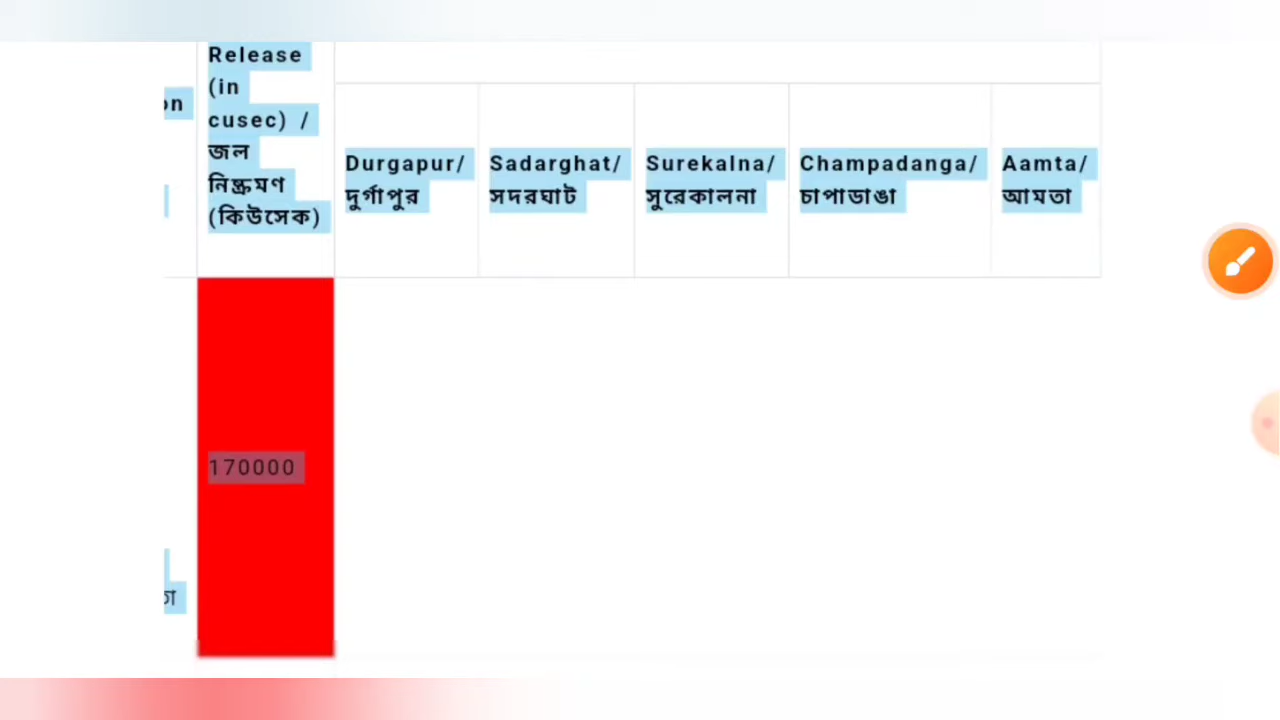 Release
(in
cusec) /
জল
নিষ্ক্রমণ
(কিউসেক)
on
Durgapur/
দুর্গাপুর
Sadarghat/
সদরঘাট
Surekalna/
সুরেকালনা
Champadanga/
চাপাডাঙা
Aamta/
আমতা
170000